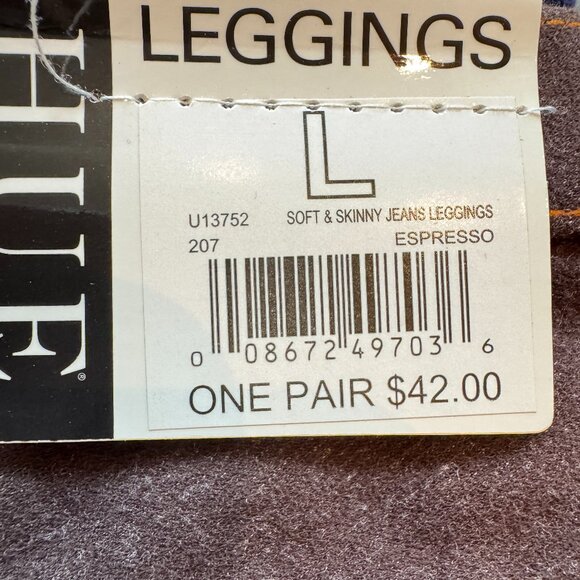 HUE®
LEGGINGS
L
U13752 SOFT & SKINNY JEANS LEGGINGS
207 ESPRESSO
0 08672 49703 6
ONE PAIR $42.00